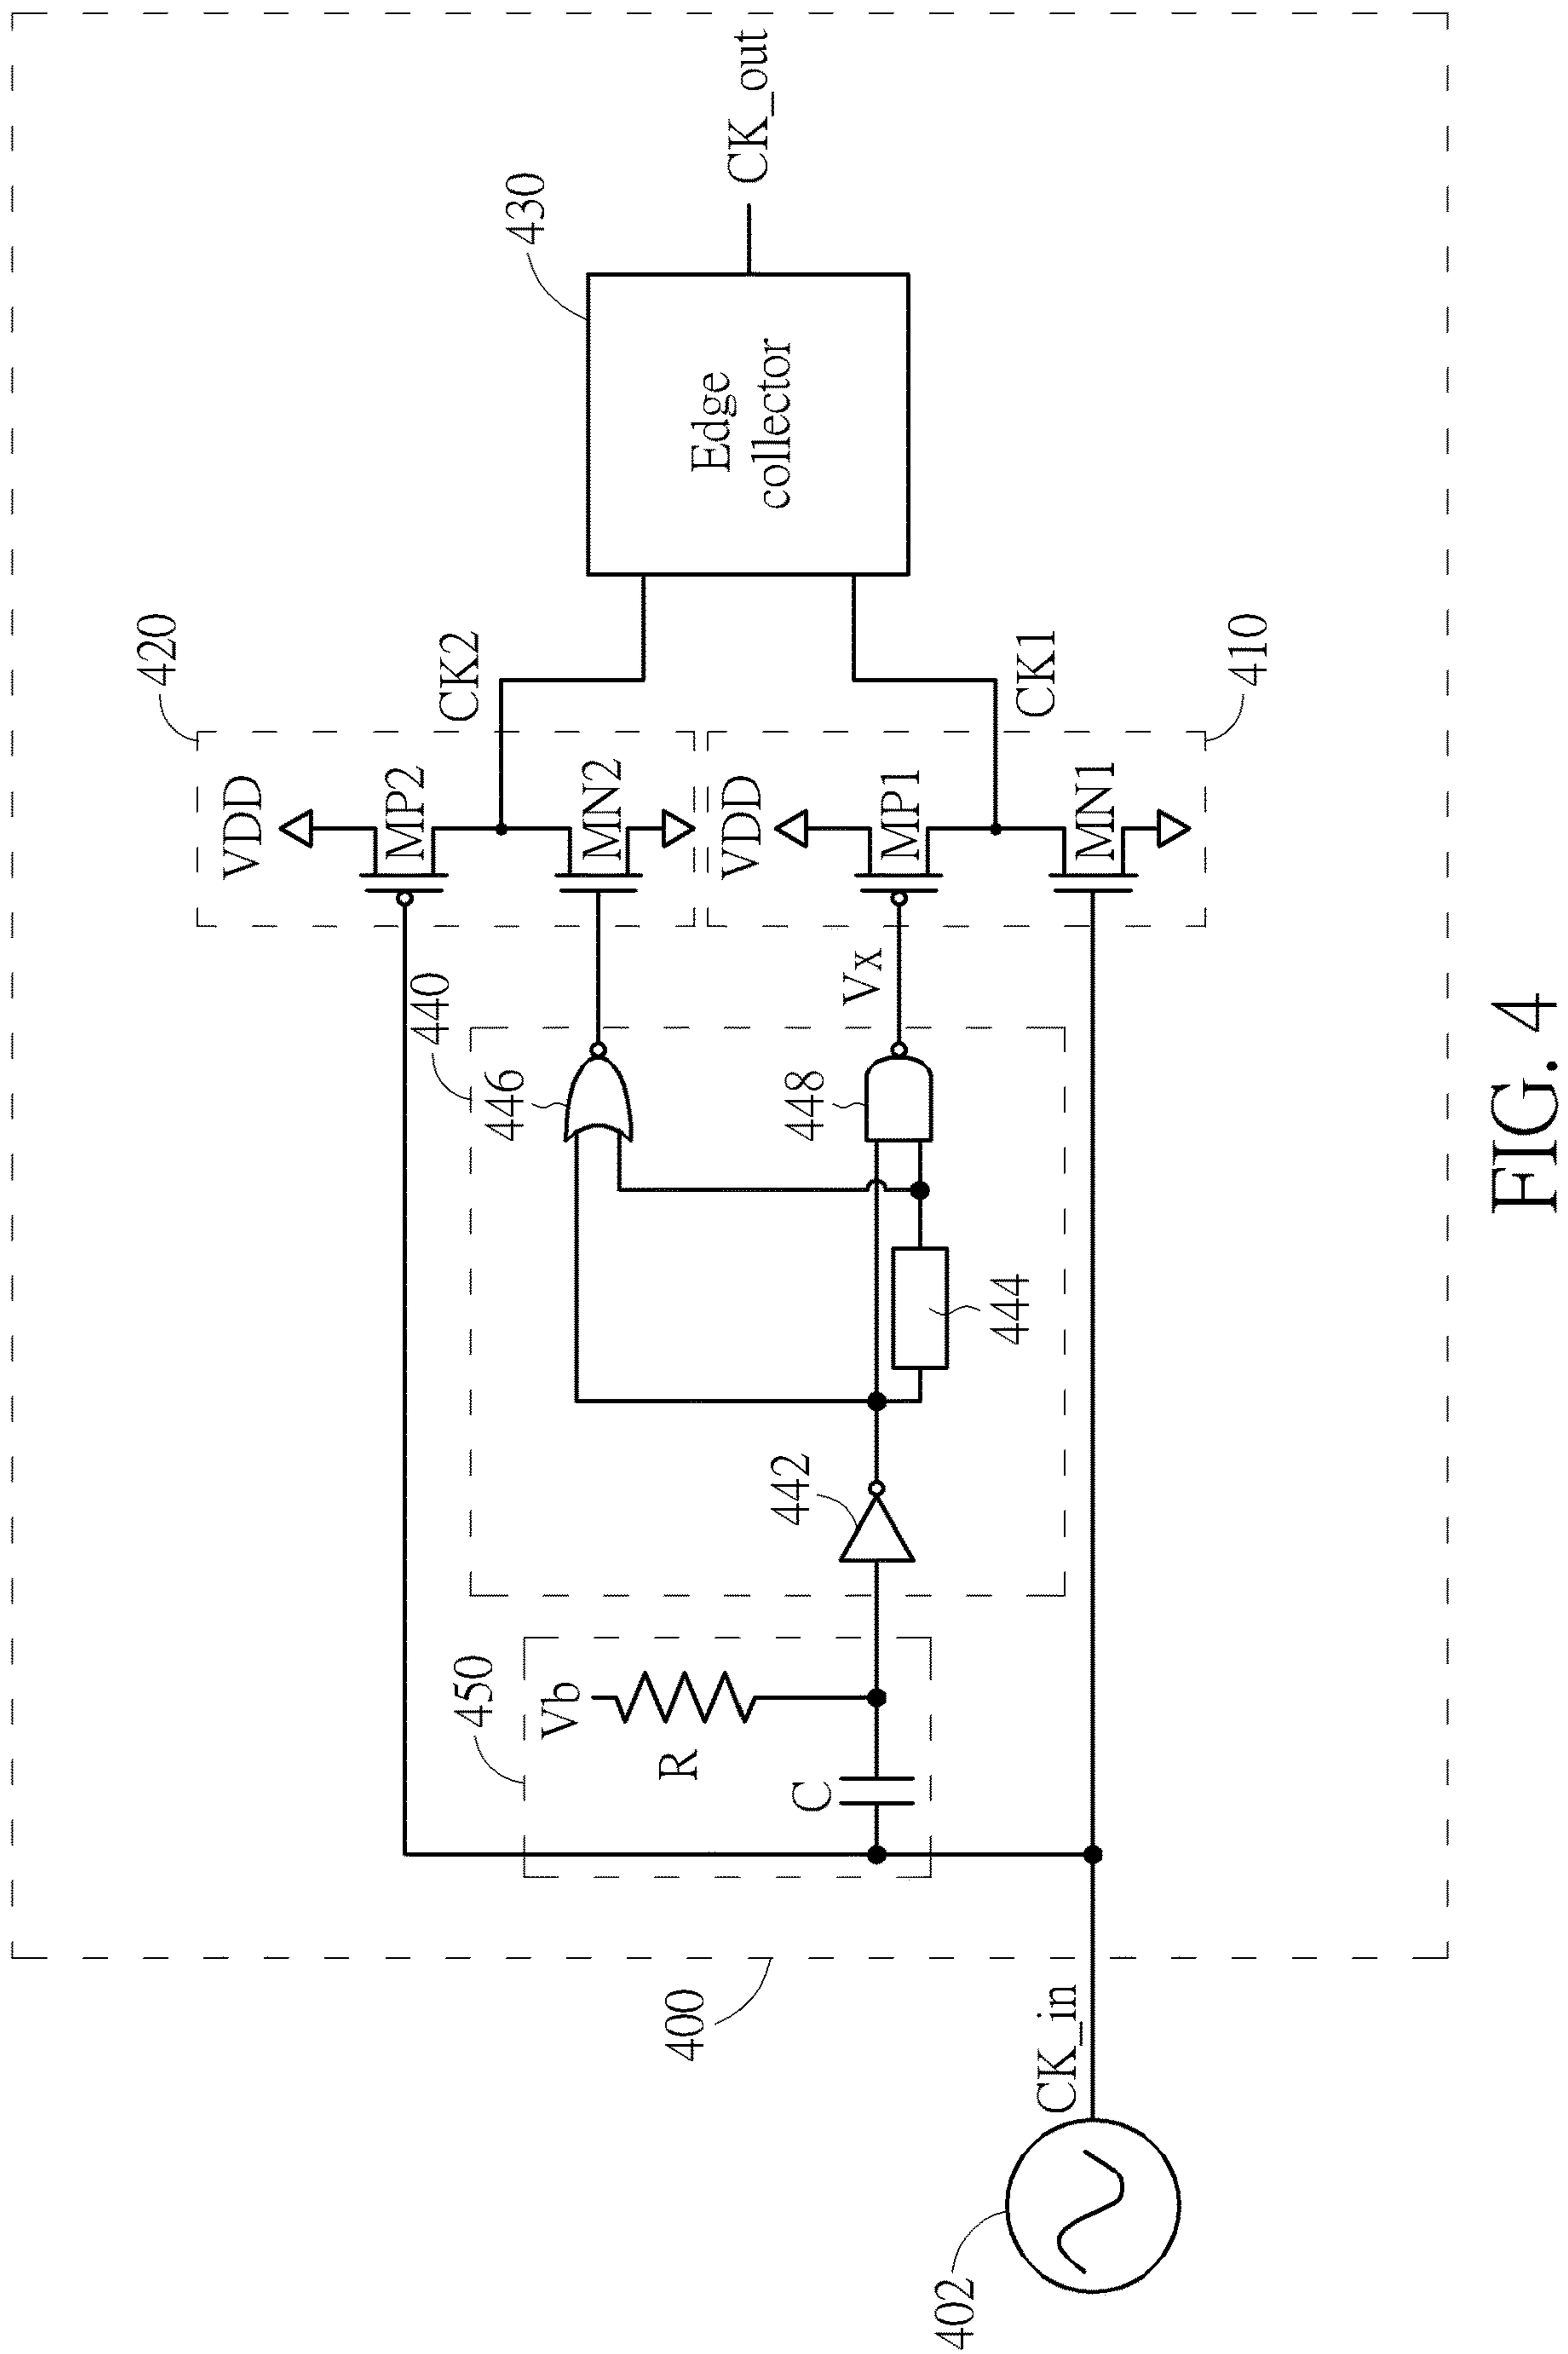 420
VDD
MP2
CK2
MN2
440
446
430
Edge
collector
CK_out
VDD
MP1
Vx
448
CK1
MN1
410
450
Vb
R
C
442
444
400
CK_in
402
FIG. 4